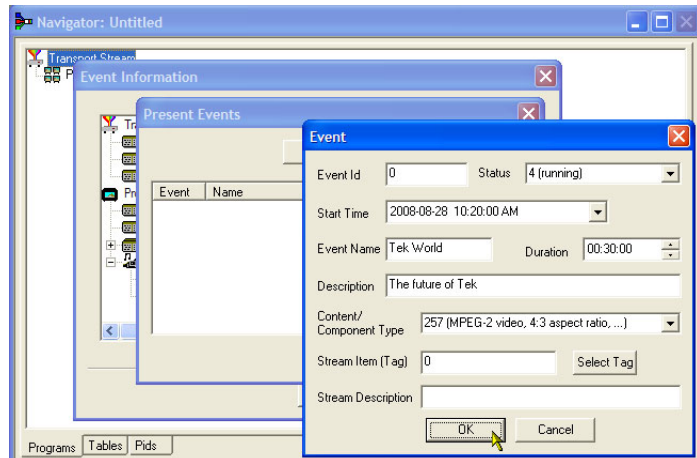 Navigator: Untitled
Transport Stream
P
Event Information
Tr
Pr
Present Events
Event Name
Event
Event Id 0 Status 4 (running)
Start Time 2008-08-28 10:20:00 AM
Event Name Tek World Duration 00:30:00
Description The future of Tek
Content/
Component Type 257 (MPEG-2 video, 4:3 aspect ratio, ...)
Stream Item (Tag) 0 Select Tag
Stream Description
OK Cancel
Programs Tables Pids